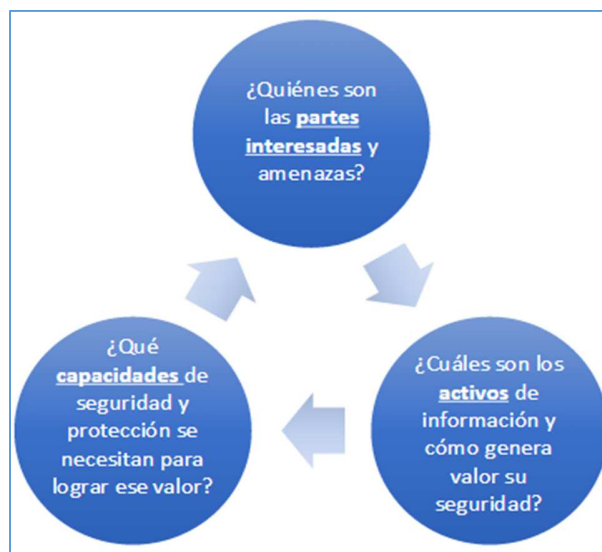 ¿Quiénes son
las partes
interesadas y
amenazas?
¿Cuáles son los
activos de
información y
cómo genera
valor su
seguridad?
¿Qué
capacidades de
seguridad y
protección se
necesitan para
lograr ese valor?